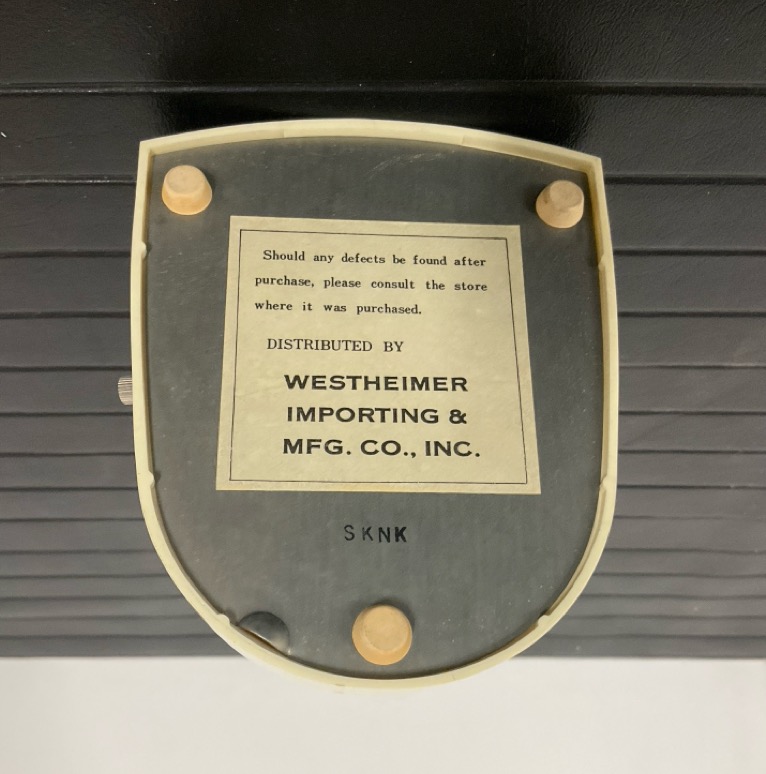 Should any defects be found after
purchase, please consult the store
where it was purchased.
DISTRIBUTED BY
WESTHEIMER
IMPORTING &
MFG. CO., INC.
SKNK